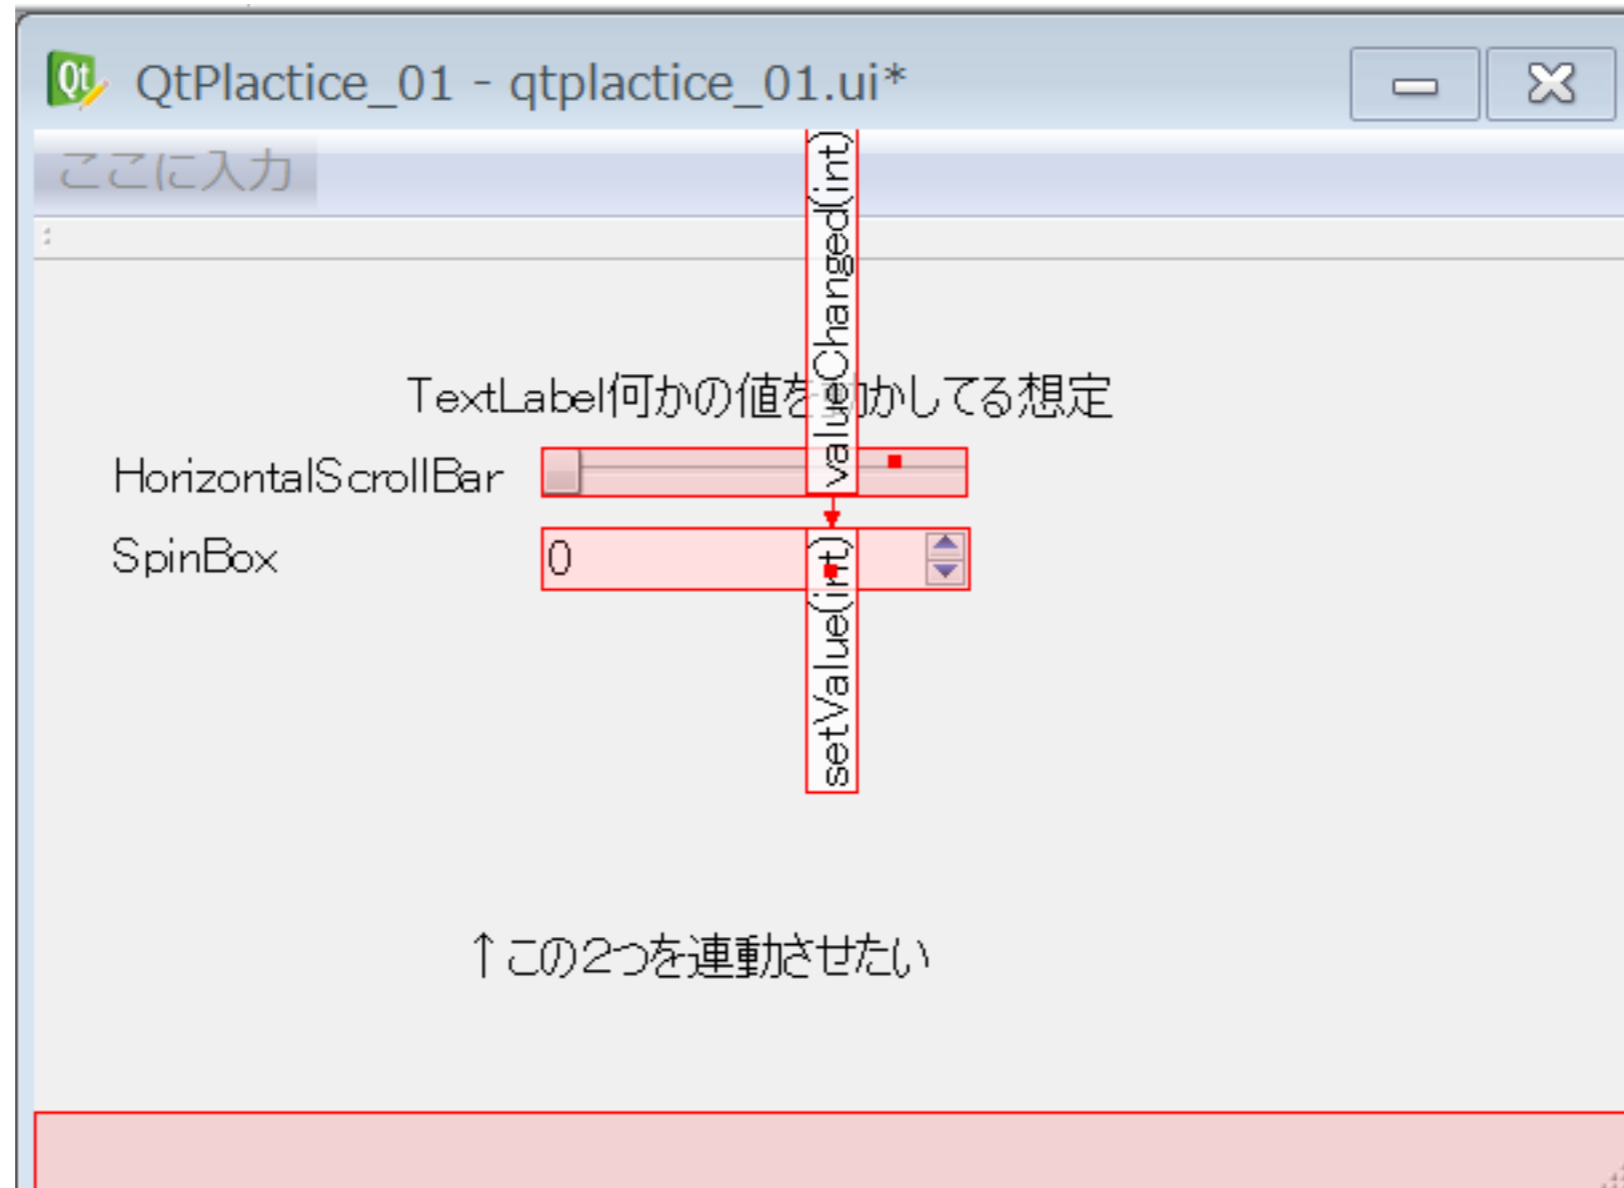 Qt
QtPlactice_01 - qtplactice_01.ui*
ここに入力
valueChanged(int)
TextLabel何かの値を動かしてる想定
HorizontalScrollBar
SpinBox
0
setValue(int)
↑この2つを連動させたい